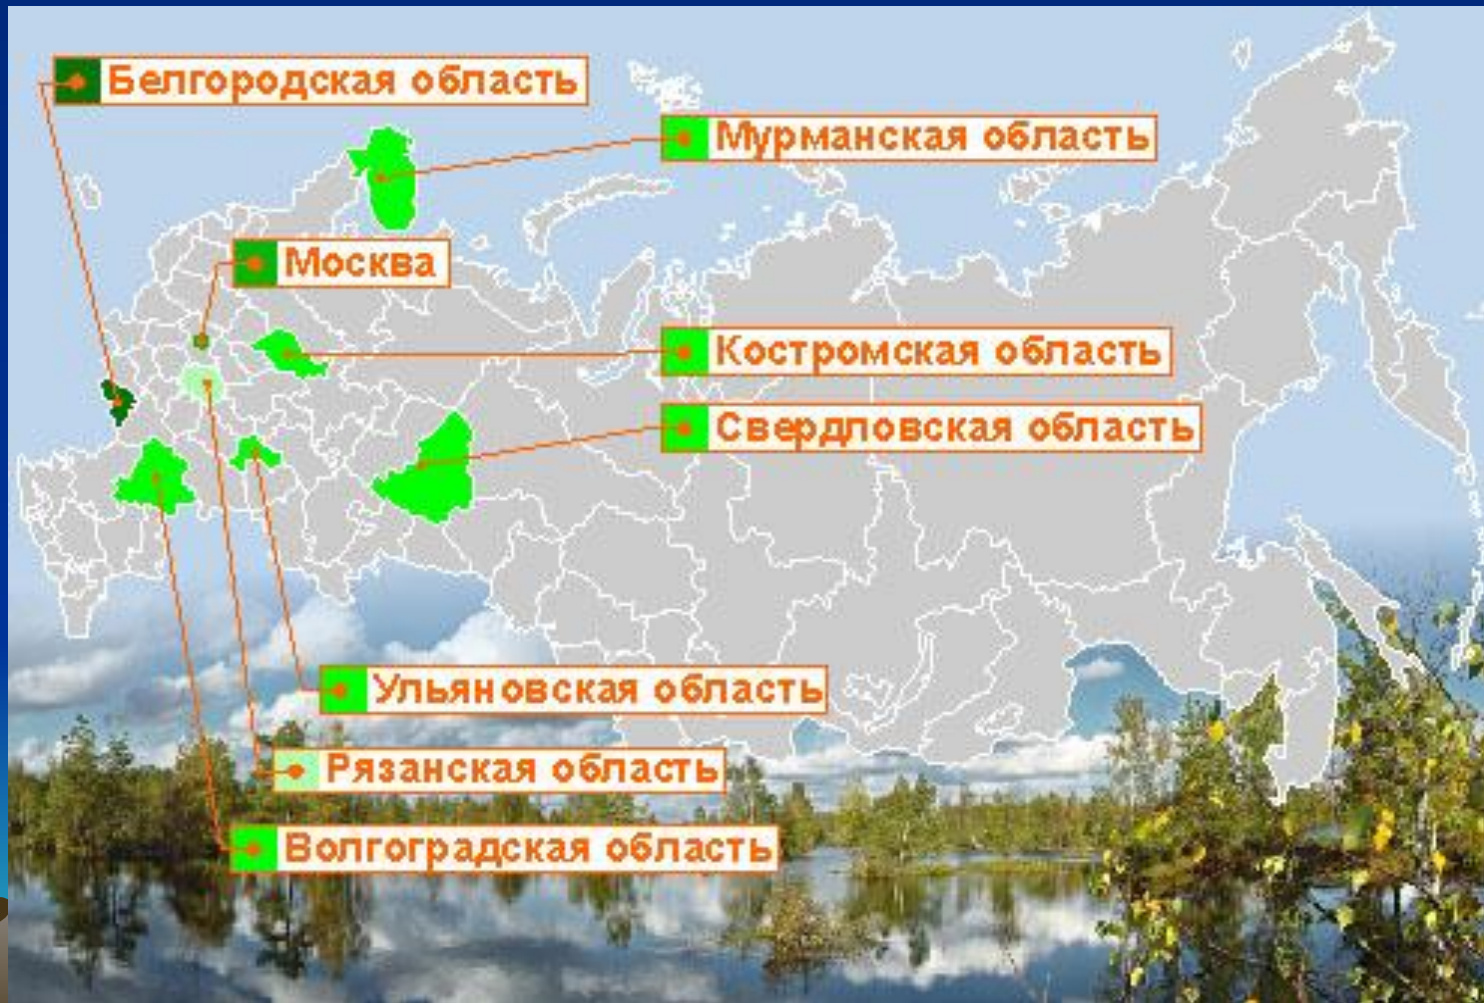 Белгородская область
Мурманская область
Москва
Костромская область
Свердловская область
Ульяновская область
Рязанская область
Волгоградская область